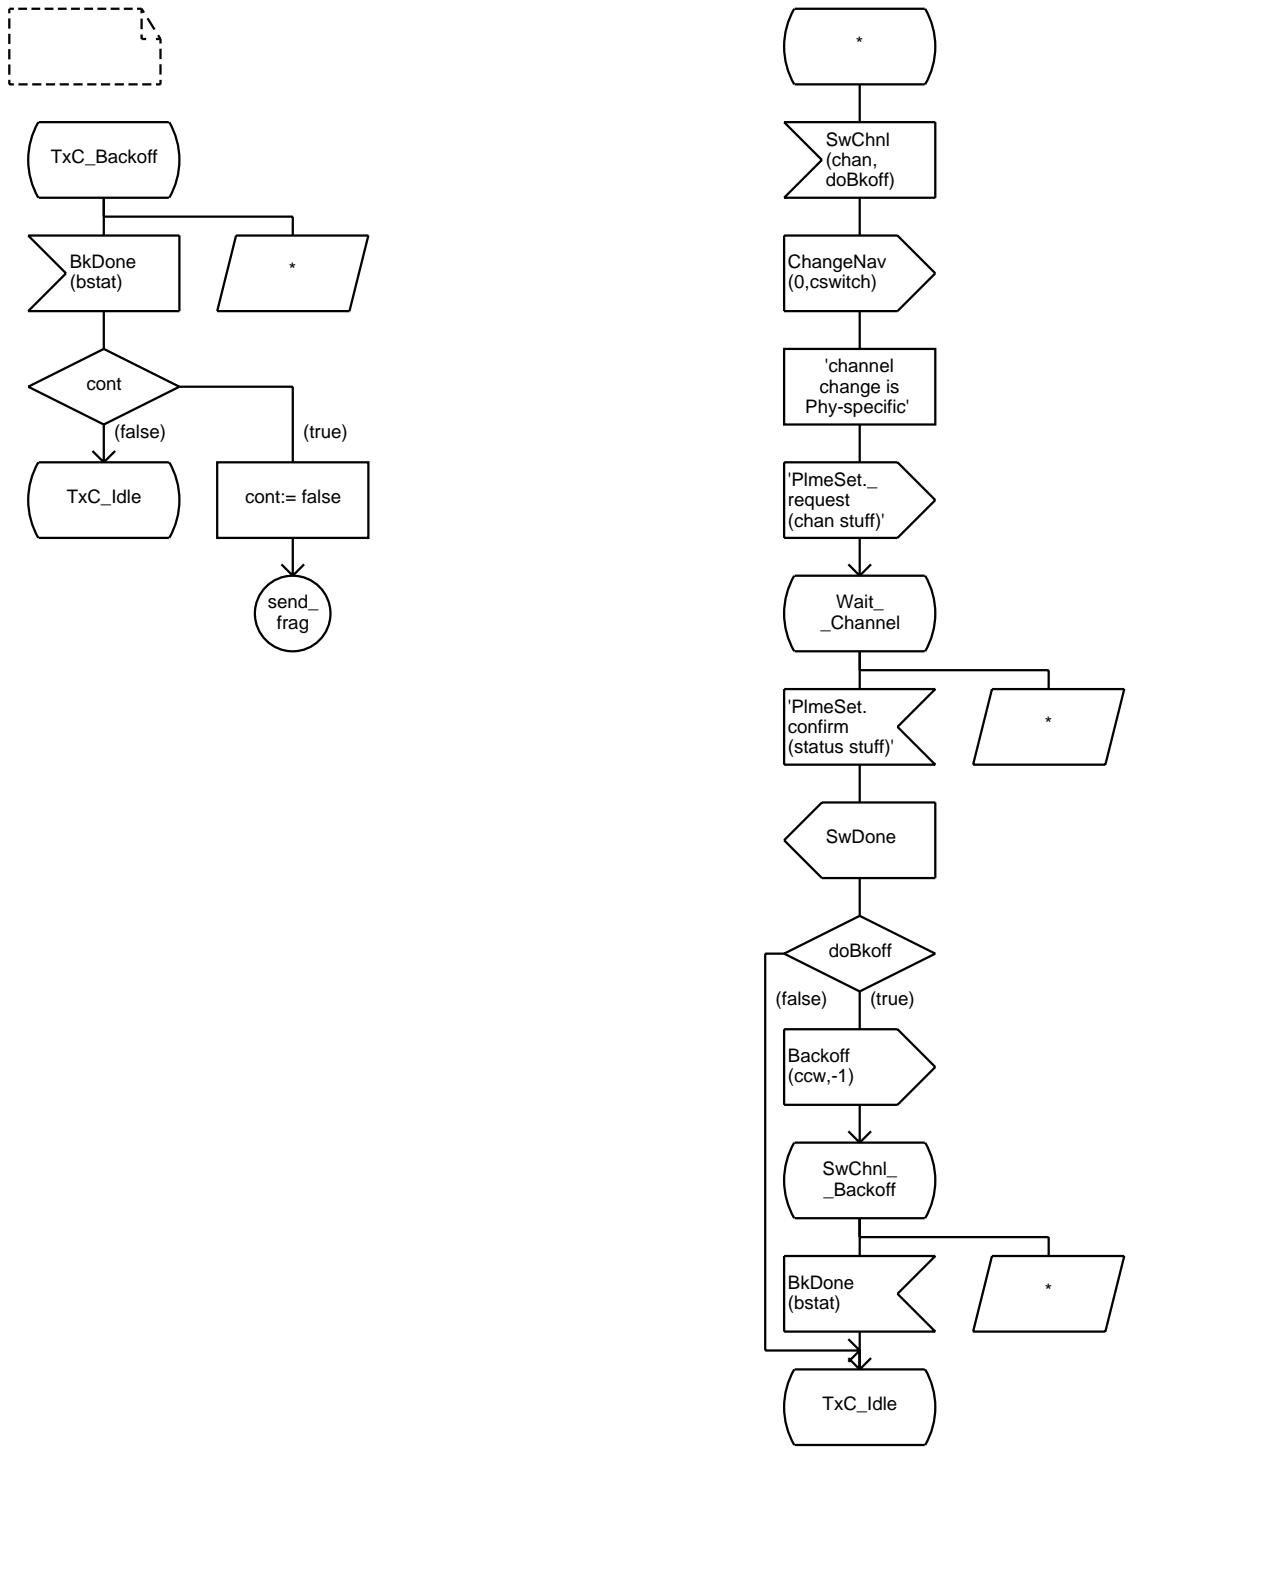 TxC_Backoff
BkDone
(bstat)
*
cont
(false)
(true)
TxC_Idle
cont:= false
send_
frag
*
SwChnl
(chan,
doBkoff)
ChangeNav
(0,cswitch)
'channel
change is
Phy-specific'
'PlmeSet._
request
(chan stuff)'
Wait_
_Channel
'PlmeSet.
confirm
(status stuff)'
*
SwDone
doBkoff
(false)
(true)
Backoff
(ccw,-1)
SwChnl_
_Backoff
BkDone
(bstat)
*
TxC_Idle